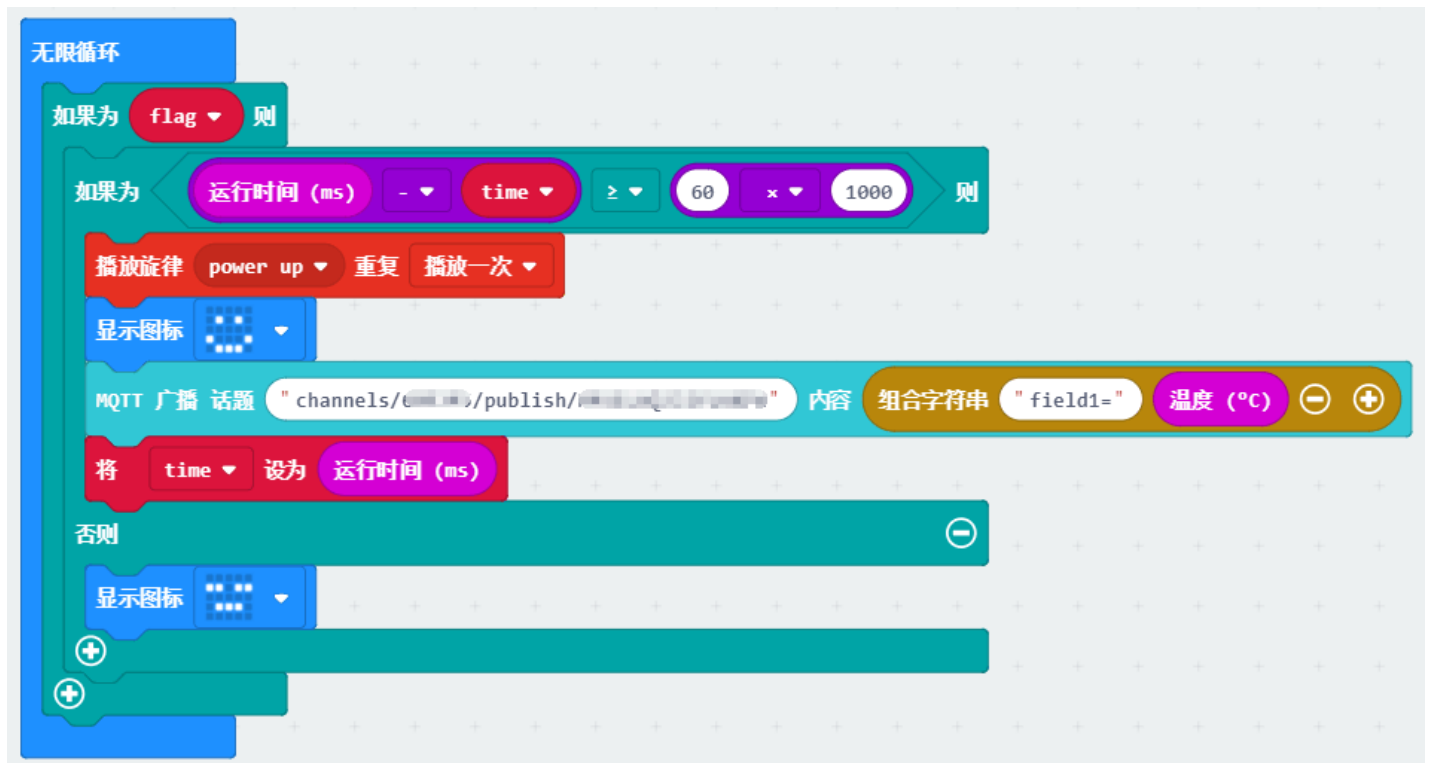 无限循环
如果为 flag 则
如果为 运行时间 (ms) - time ≥ 60 × 1000 则
播放旋律 power up 重复 播放一次
显示图标
MQTT 广播 话题 "channels/ /publish/ " 内容 组合字符串 "field1=" 温度 (°C)
将 time 设为 运行时间 (ms)
否则
显示图标